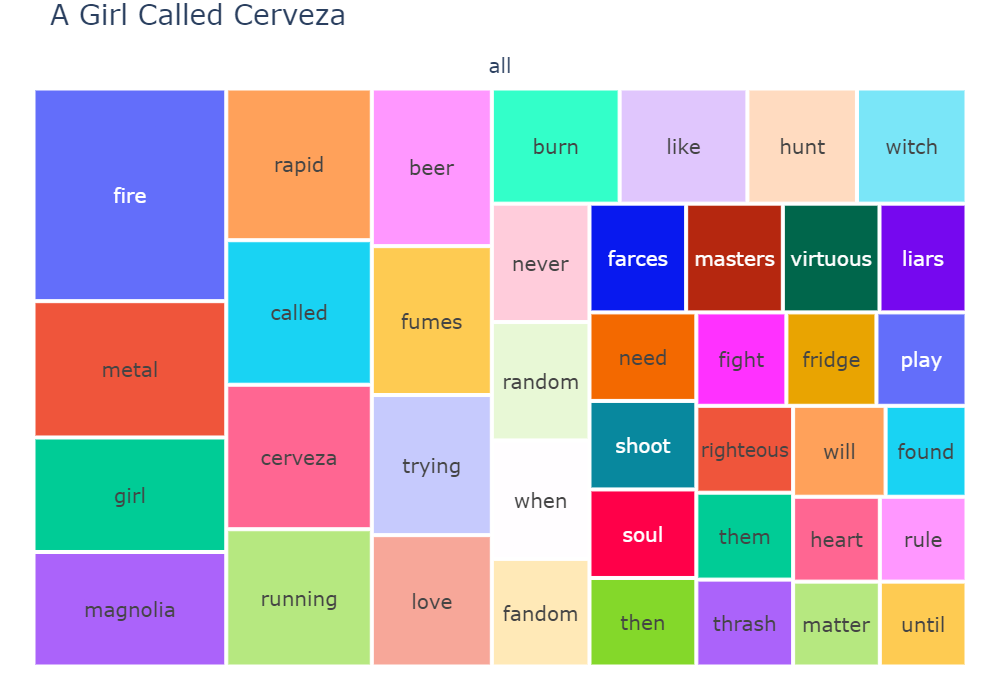 A Girl Called Cerveza
all
fire
metal
girl
magnolia
rapid
called
cerveza
running
beer
fumes
trying
love
burn
like
hunt
witch
never
random
when
fandom
farces
masters
virtuous
liars
need
shoot
soul
then
fight
fridge
play
righteous
will
found
them
thrash
heart
rule
matter
until